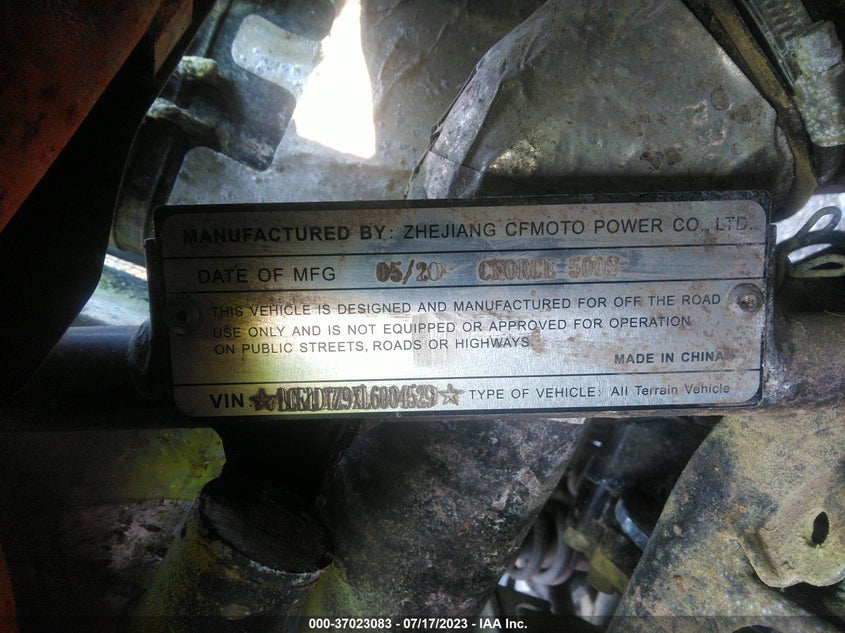 MANUFACTURED BY: ZHEJIANG CFMOTO POWER CO., LTD.
DATE OF MFG 05/20 CFORCE 500S
THIS VEHICLE IS DESIGNED AND MANUFACTURED FOR OFF THE ROAD
USE ONLY AND IS NOT EQUIPPED OR APPROVED FOR OPERATION
ON PUBLIC STREETS, ROADS OR HIGHWAYS
MADE IN CHINA
VIN: TYPE OF VEHICLE: All Terrain Vehicle
000-37023083 - 07/17/2023 - IAA Inc.